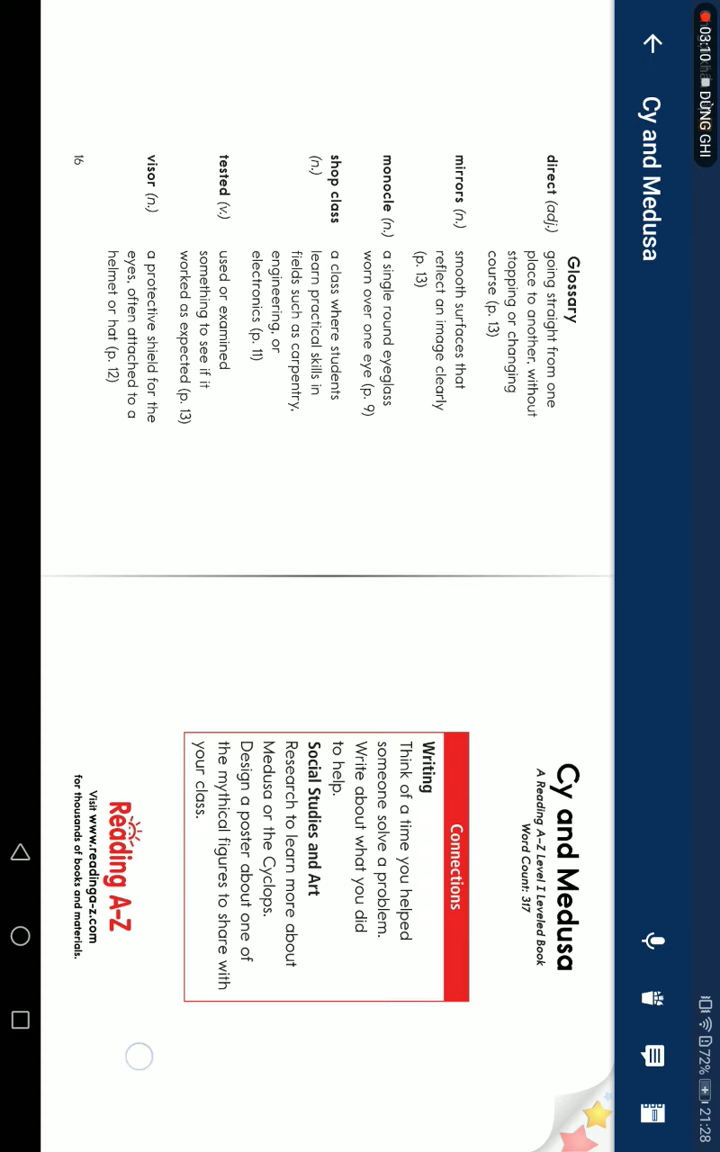 03:10 DỪNG GHI
72% 21:28
Cy and Medusa
Glossary
direct (adj.) going straight from one
place to another, without
stopping or changing
course (p. 13)
mirrors (n.) smooth surfaces that
reflect an image clearly
(p. 13)
monocle (n.) a single round eyeglass
worn over one eye (p. 9)
shop class a class where students
(n.) learn practical skills in
fields such as carpentry,
engineering, or
electronics (p. 11)
tested (v.) used or examined
something to see if it
worked as expected (p. 13)
visor (n.) a protective shield for the
eyes, often attached to a
helmet or hat (p. 12)
16
Cy and Medusa
A Reading A–Z Level I Leveled Book
Word Count: 317
Connections
Writing
Think of a time you helped
someone solve a problem.
Write about what you did
to help.
Social Studies and Art
Research to learn more about
Medusa or the Cyclops.
Design a poster about one of
the mythical figures to share with
your class.
Reading A–Z
Visit www.readinga-z.com
for thousands of books and materials.